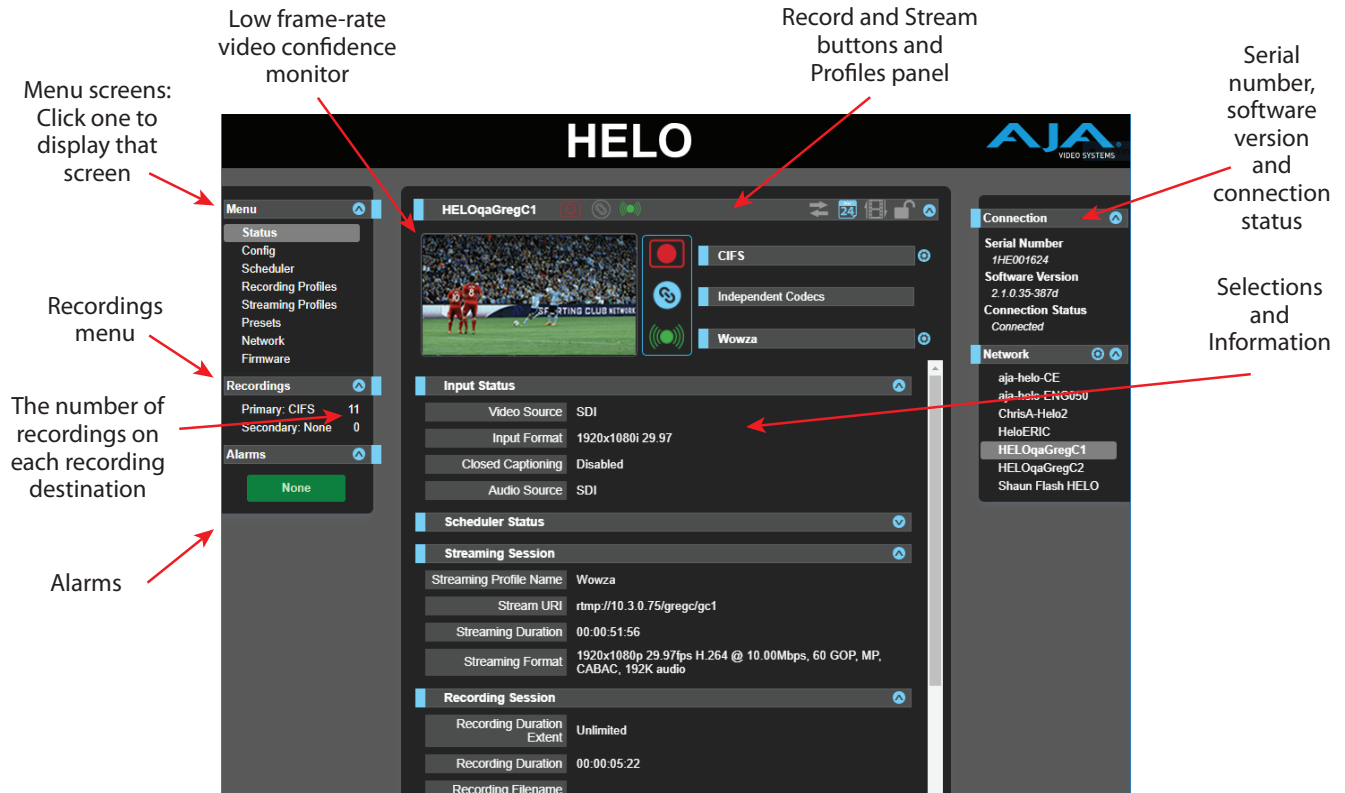 Low frame-rate
video confidence
monitor
Record and Stream
buttons and
Profiles panel
Serial
number,
software
version
and
connection
status
Menu screens:
Click one to
display that
screen
Recordings
menu
The number of
recordings on
each recording
destination
Alarms
Selections
and
Information
HELO
AJA
VIDEO SYSTEMS
Menu
Status
Config
Scheduler
Recording Profiles
Streaming Profiles
Presets
Network
Firmware
Recordings
Primary: CIFS 11
Secondary: None 0
Alarms
None
HELOqaGregC1
24
CIFS
Independent Codecs
Wowza
10 8
SPORTING CLUB NETWORK
Input Status
Video Source SDI
Input Format 1920x1080i 29.97
Closed Captioning Disabled
Audio Source SDI
Scheduler Status
Streaming Session
Streaming Profile Name Wowza
Stream URI rtmp://10.3.0.75/gregc/gc1
Streaming Duration 00:00:51:56
Streaming Format 1920x1080p 29.97fps H.264 @ 10.00Mbps, 60 GOP, MP,
CABAC, 192K audio
Recording Session
Recording Duration
Extent Unlimited
Recording Duration 00:00:05:22
Recording Filename
Connection
Serial Number
1HE001624
Software Version
2.1.0.35-387d
Connection Status
Connected
Network
aja-helo-CE
aja-helo-ENG050
ChrisA-Helo2
HeloERIC
HELOqaGregC1
HELOqaGregC2
Shaun Flash HELO